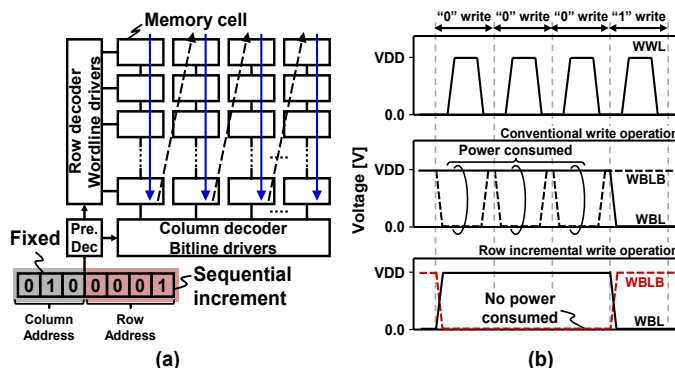 Memory cell
Row decoder
Wordline drivers
Pre.
Dec
Column decoder
Bitline drivers
Fixed
0 1 0 0 0 0 1
Sequential
increment
Column
Address
Row
Address
(a)
“0” write “0” write “0” write “1” write
WWL
VDD
0.0
Conventional write operation
Power consumed
VDD
WBLB
WBL
0.0
Voltage [V]
Row incremental write operation
VDD
WBLB
No power
consumed
WBL
0.0
(b)